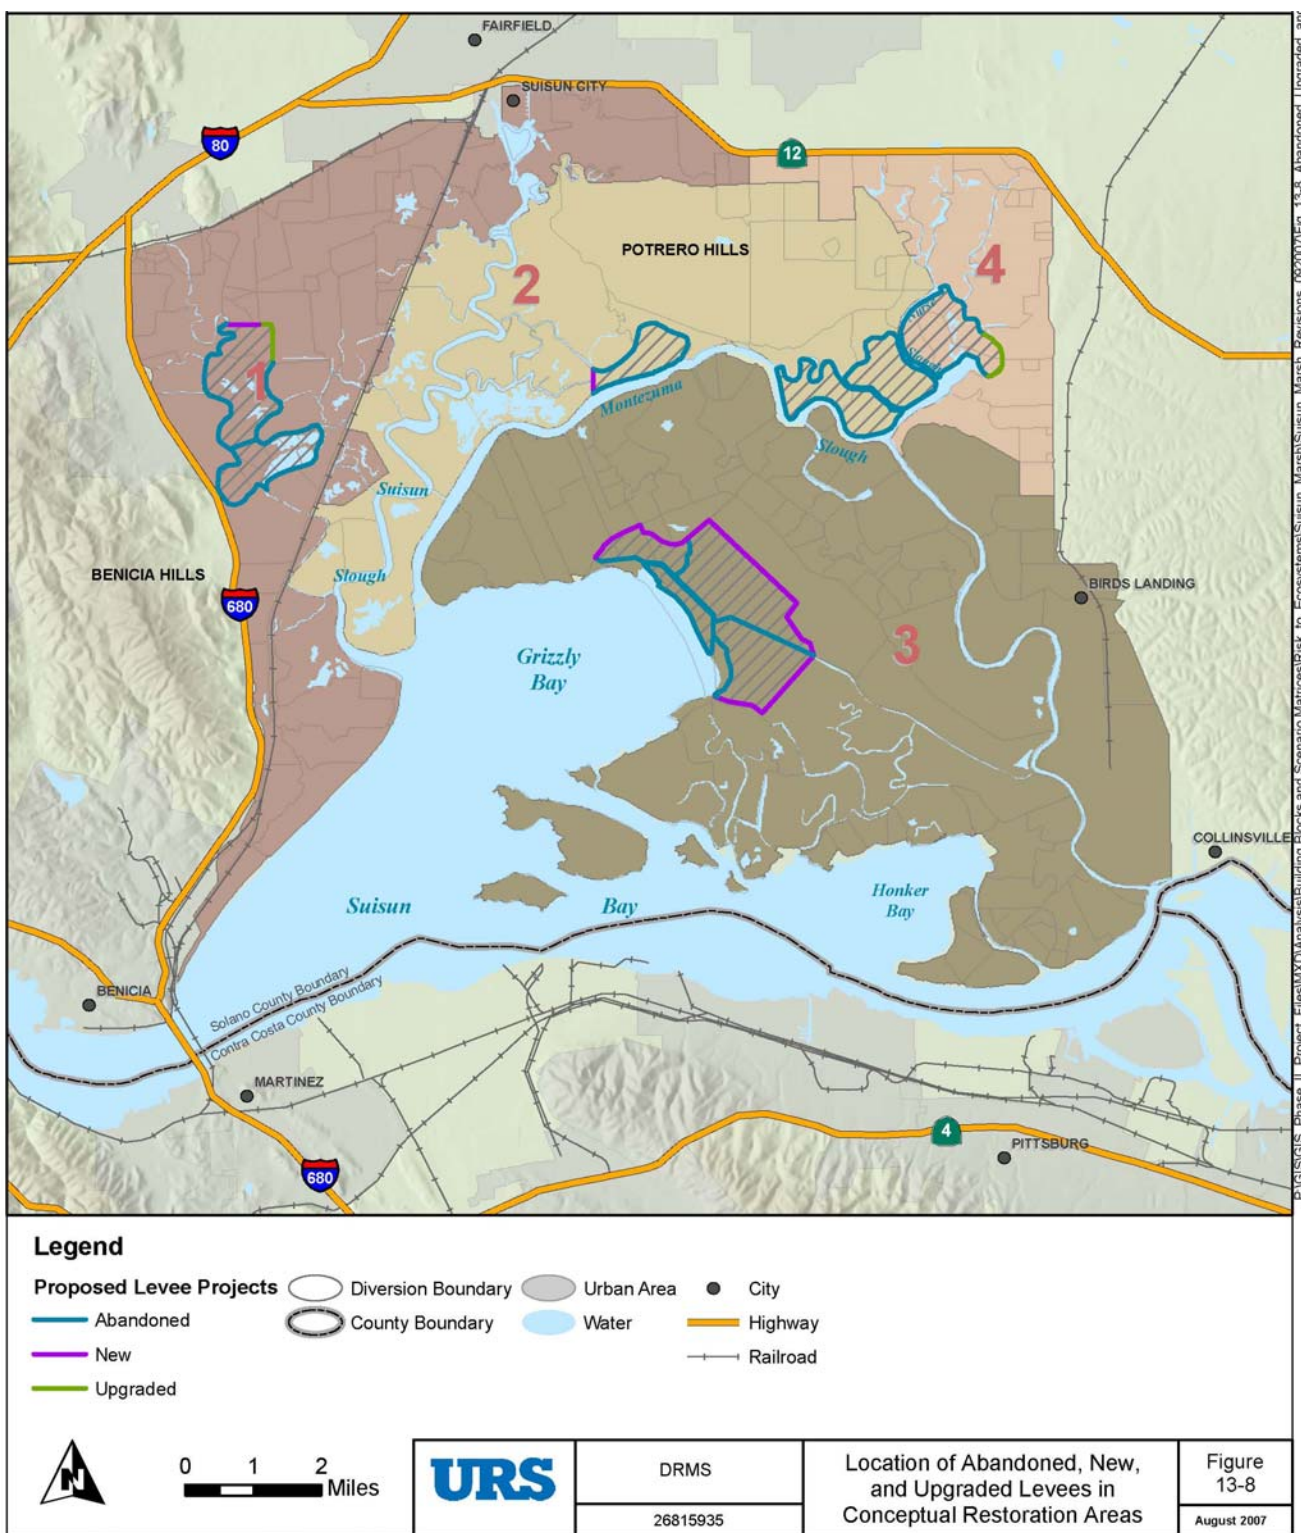 FAIRFIELD
SUISUN CITY
80
12
POTRERO HILLS
4
2
1
Nurse
Slough
Montezuma
Slough
Suisun
Slough
BENICIA HILLS
680
BIRDS LANDING
3
Grizzly
Bay
COLLINSVILLE
Honker
Bay
Suisun
Bay
BENICIA
Solano County Boundary
Contra Costa County Boundary
MARTINEZ
4
PITTSBURG
680
Legend
Proposed Levee Projects
Abandoned
New
Upgraded
Diversion Boundary
County Boundary
Urban Area
Water
City
Highway
Railroad
N
0 1 2
Miles
URS
DRMS
26815935
Location of Abandoned, New,
and Upgraded Levees in
Conceptual Restoration Areas
Figure
13-8
August 2007